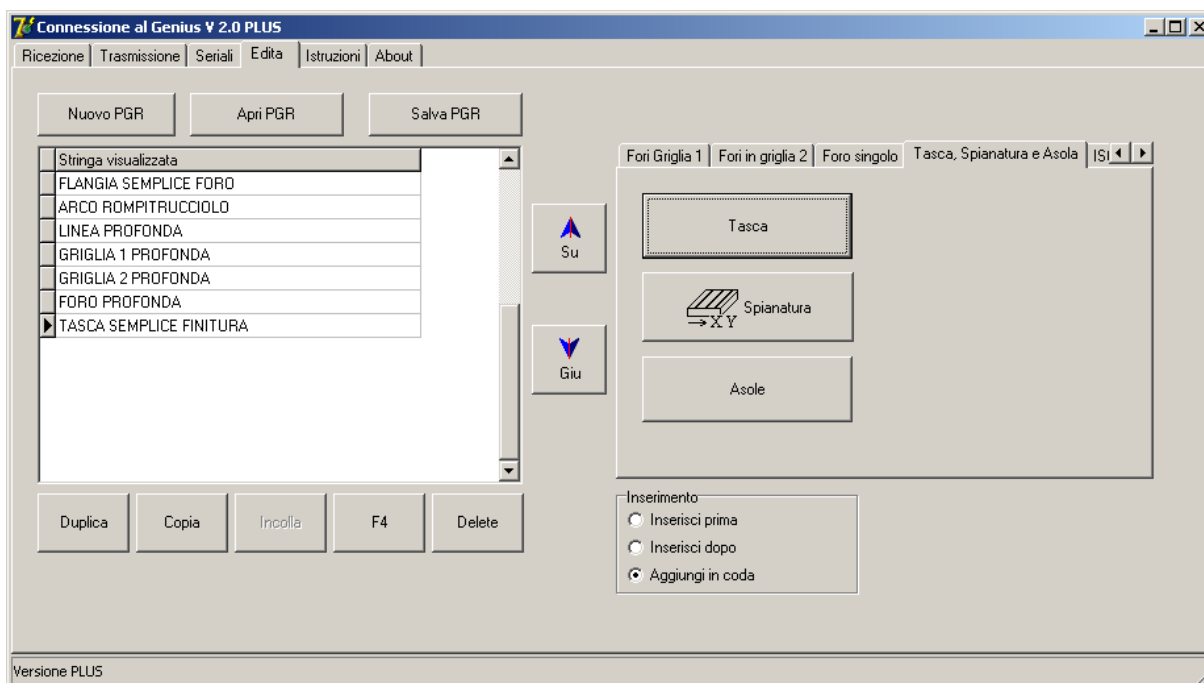 Connessione al Genius V 2.0 PLUS
Ricezione Trasmissione Seriali Edita Istruzioni About
Nuovo PGR Apri PGR Salva PGR
Stringa visualizzata
FLANGIA SEMPLICE FORO
ARCO ROMPITRUCCIOLO
LINEA PROFONDA
GRIGLIA 1 PROFONDA
GRIGLIA 2 PROFONDA
FORO PROFONDA
TASCA SEMPLICE FINITURA
Su
Giu
Duplica Copia Incolla F4 Delete
Fori Griglia 1 Fori in griglia 2 Foro singolo Tasca, Spianatura e Asola
Tasca
X Y Spianatura
Asole
Inserimento
Inserisci prima
Inserisci dopo
Aggiungi in coda
Versione PLUS